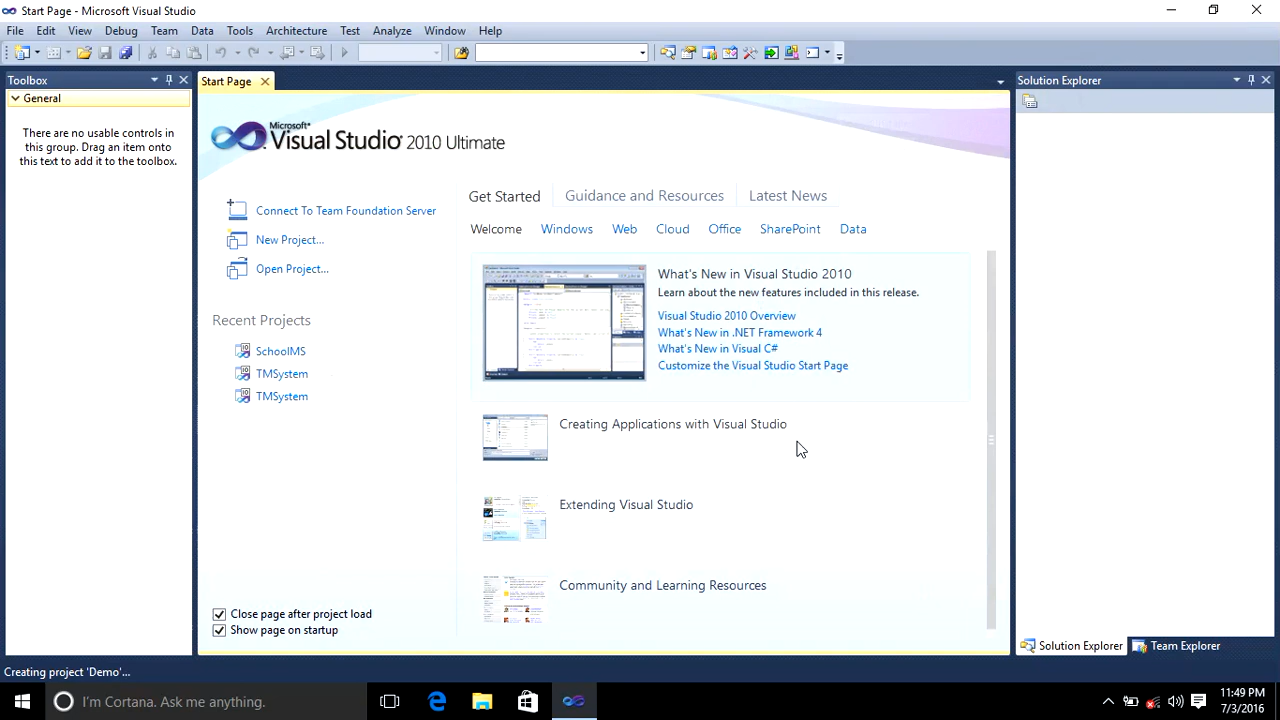 Start Page - Microsoft Visual Studio
File Edit View Debug Team Data Tools Architecture Test Analyze Window Help
Toolbox
General
There are no usable controls in
this group. Drag an item onto
this text to add it to the toolbox.
Start Page
Microsoft®
Visual Studio® 2010 Ultimate
Connect To Team Foundation Server
New Project...
Open Project...
Recent Projects
SchoolMS
TMSystem
TMSystem
Close page after project load
Show page on startup
Get Started Guidance and Resources Latest News
Welcome Windows Web Cloud Office SharePoint Data
What's New in Visual Studio 2010
Learn about the new features included in this release.
Visual Studio 2010 Overview
What's New in .NET Framework 4
What's New in Visual C#
Customize the Visual Studio Start Page
Creating Applications with Visual Studio
Extending Visual Studio
Community and Learning Resources
Solution Explorer
Solution Explorer Team Explorer
Creating project 'Demo'...
I'm Cortana. Ask me anything.
11:49 PM
7/3/2016